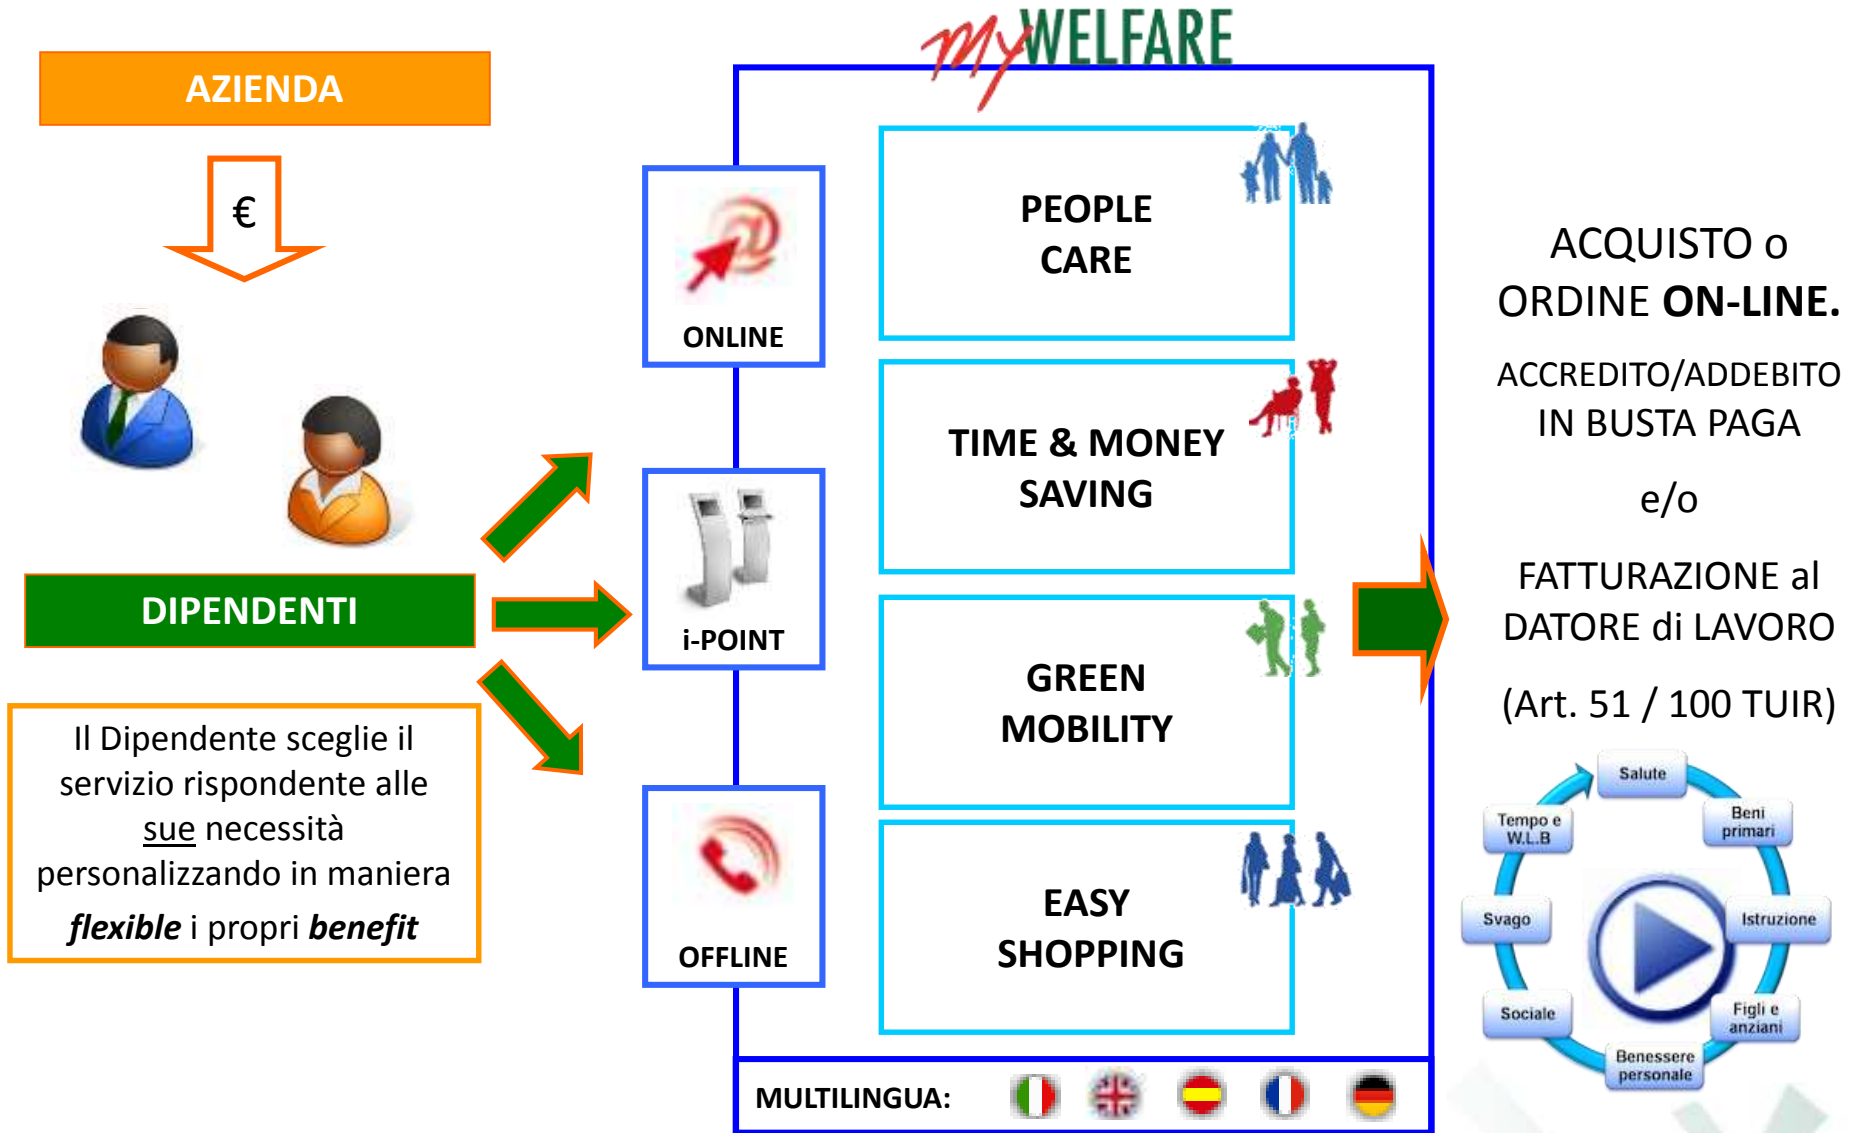 myWELFARE
AZIENDA
€
DIPENDENTI
Il Dipendente sceglie il
servizio rispondente alle
sue necessità
personalizzando in maniera
flexible i propri benefit
ONLINE
i-POINT
OFFLINE
PEOPLE
CARE
TIME & MONEY
SAVING
GREEN
MOBILITY
EASY
SHOPPING
MULTILINGUA:
ACQUISTO o
ORDINE ON-LINE.
ACCREDITO/ADDEBITO
IN BUSTA PAGA
e/o
FATTURAZIONE al
DATORE di LAVORO
(Art. 51 / 100 TUIR)
Salute
Beni
primari
Istruzione
Figli e
anziani
Benessere
personale
Sociale
Svago
Tempo e
W.L.B